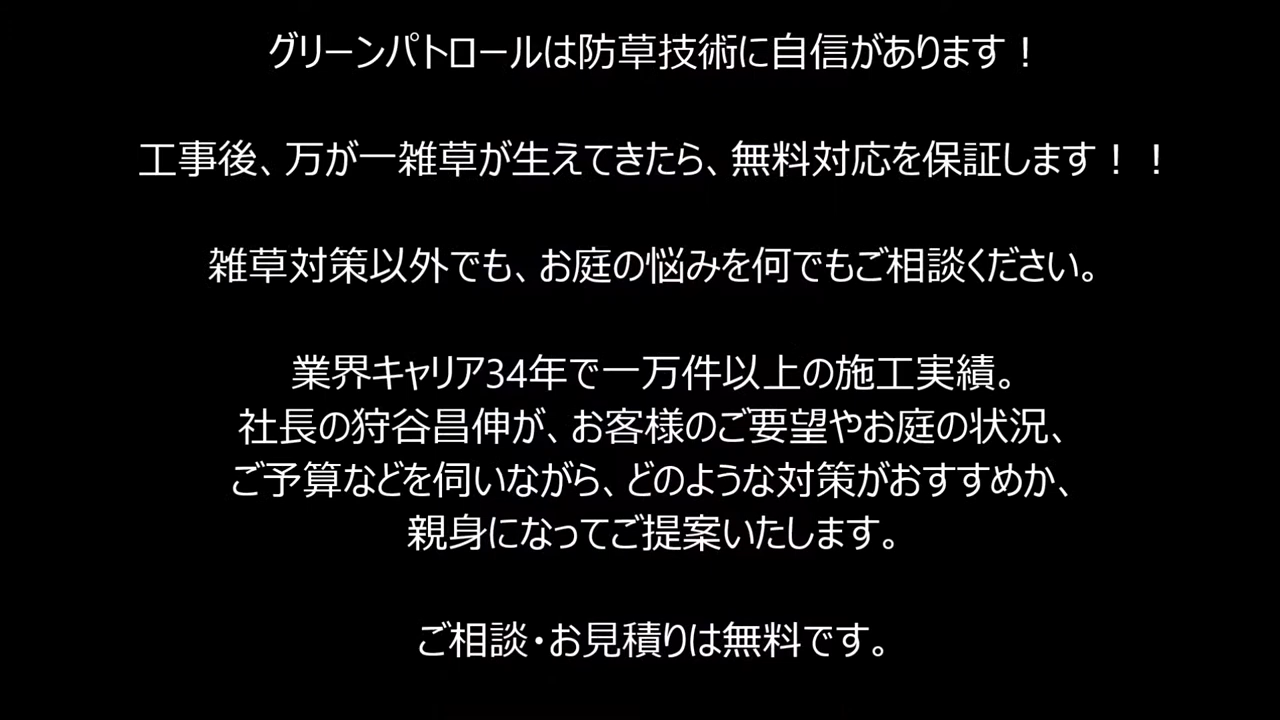 グリーンパトロールは防草技術に自信があります！
工事後、万が一雑草が生えてきたら、無料対応を保証します！！
雑草対策以外でも、お庭の悩みを何でもご相談ください。
業界キャリア34年で一万件以上の施工実績。
社長の狩谷昌伸が、お客様のご要望やお庭の状況、
ご予算などを伺いながら、どのような対策がおすすめか、
親身になってご提案いたします。
ご相談・お見積りは無料です。